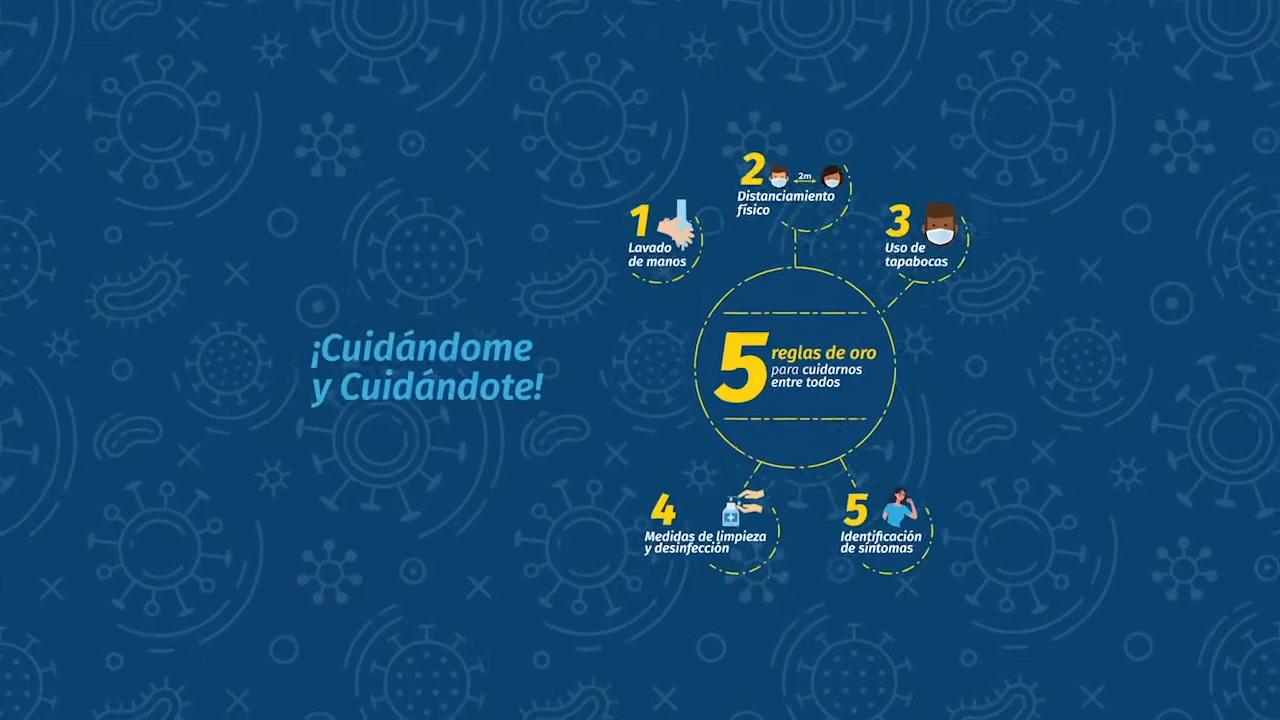 ¡Cuidándome
y Cuidándote!
1
Lavado
de manos
2
2m
Distanciamiento
físico
3
Uso de
tapabocas
5
reglas de oro
para cuidarnos
entre todos
4
Medidas de limpieza
y desinfección
5
Identificación
de síntomas